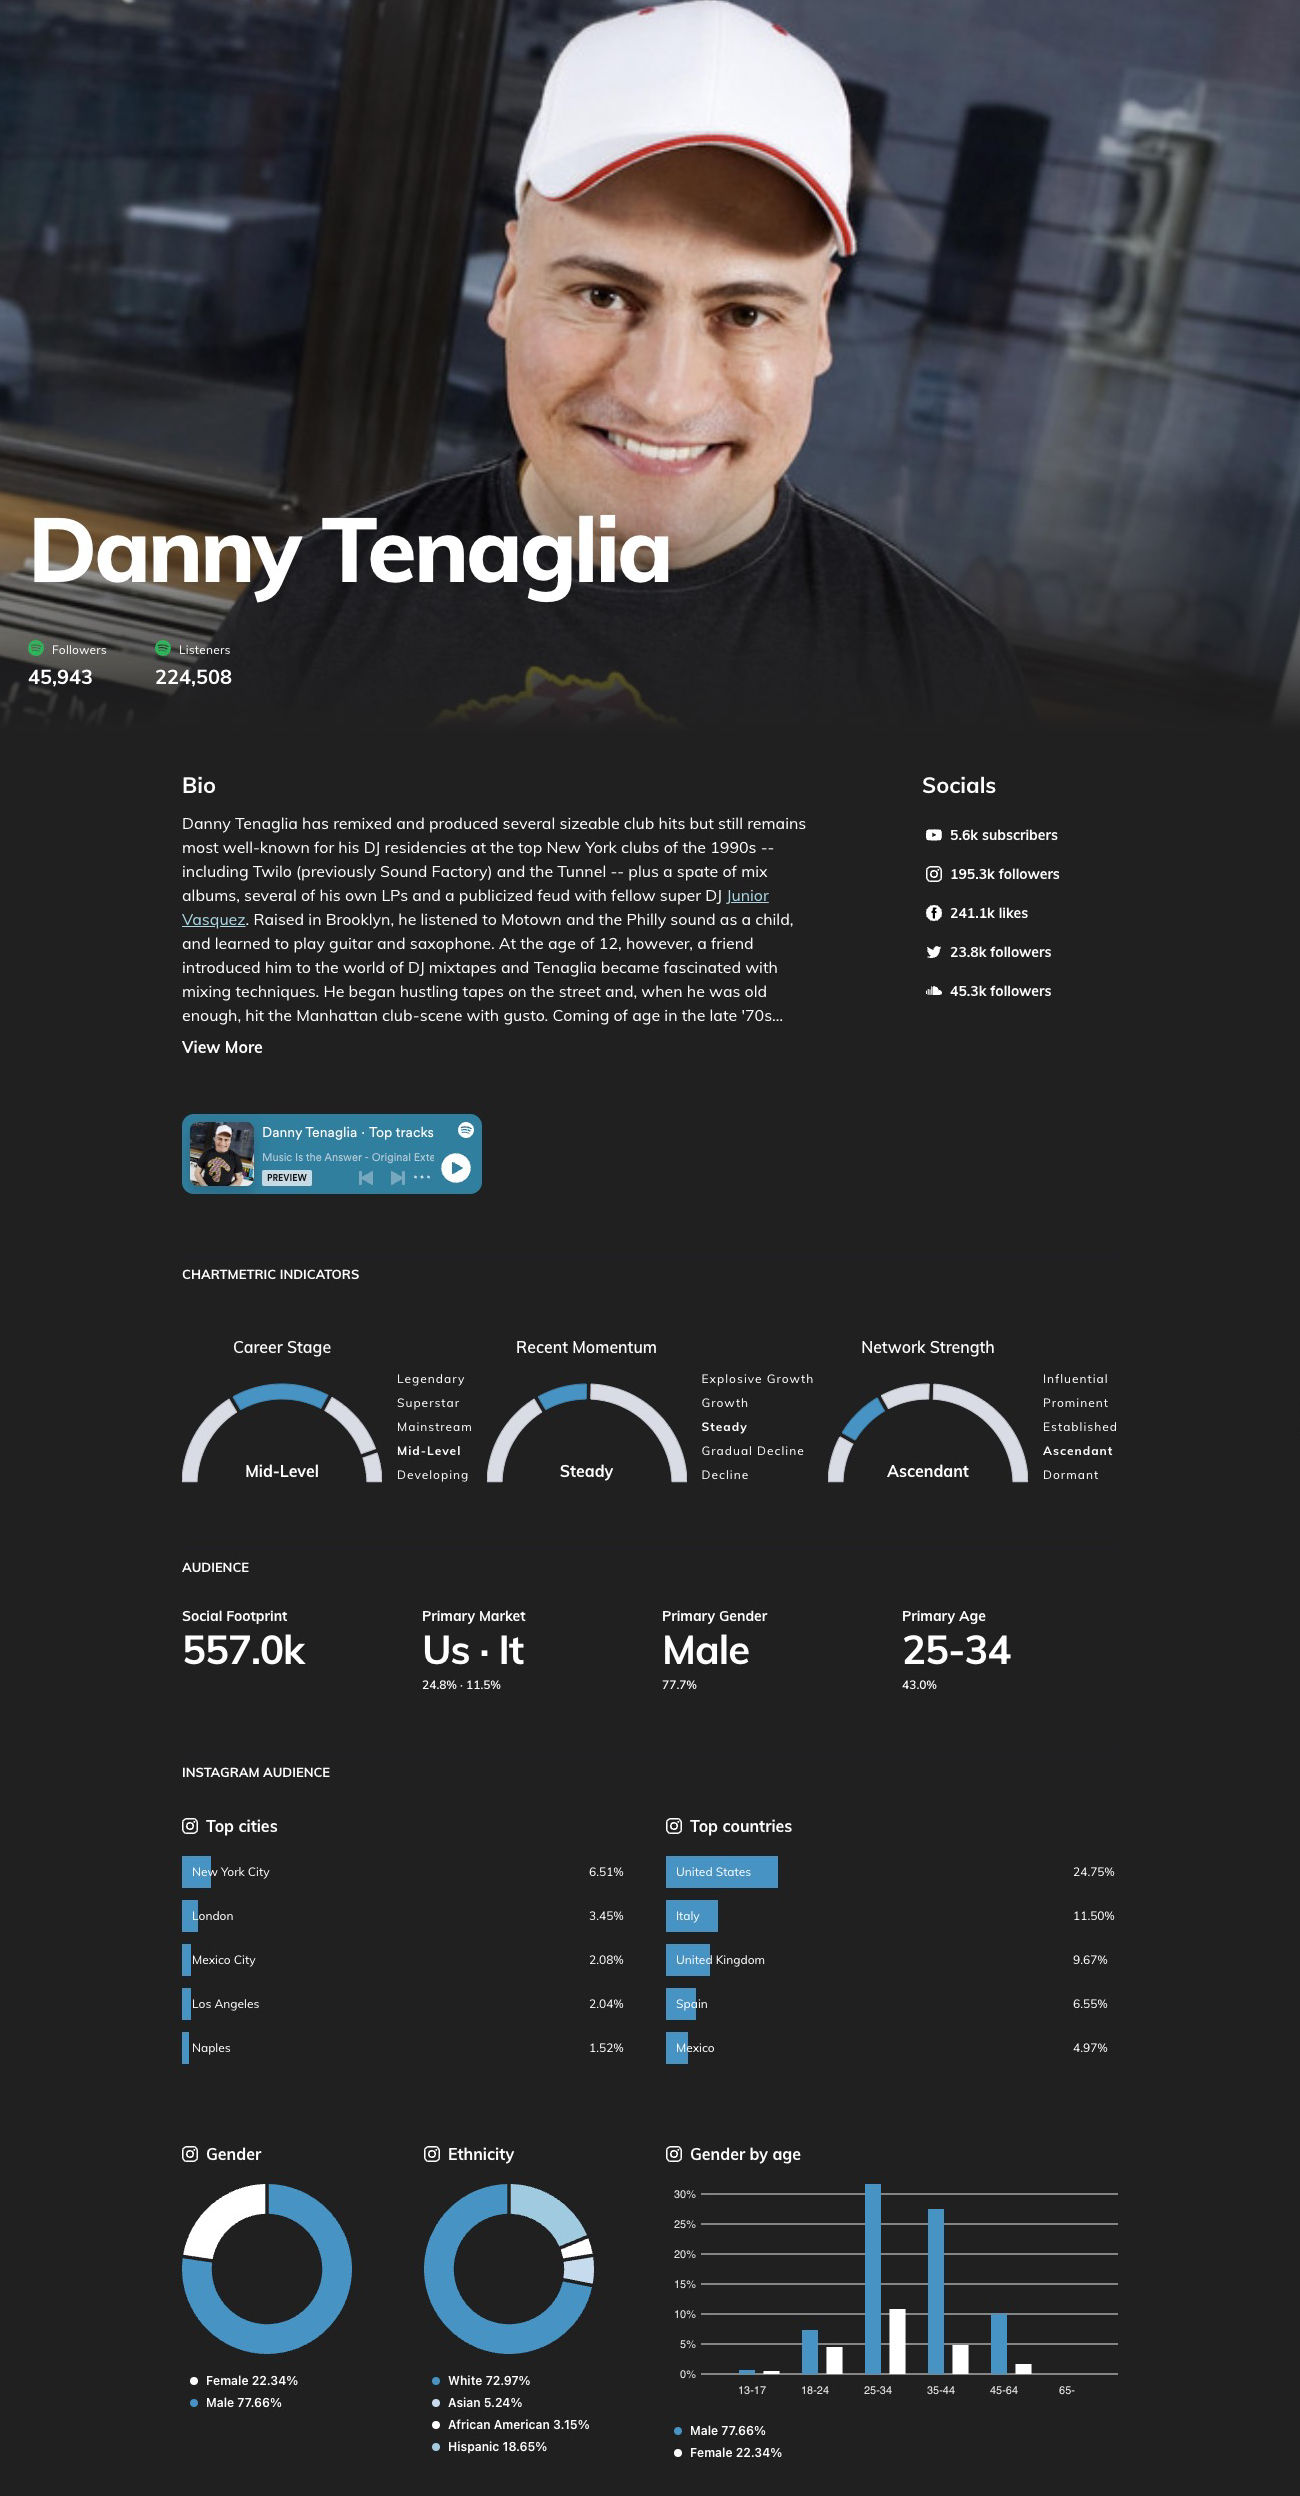 Danny Tenaglia
Followers
45,943
Listeners
224,508
Bio
Danny Tenaglia has remixed and produced several sizeable club hits but still remains
most well-known for his DJ residencies at the top New York clubs of the 1990s --
including Twilo (previously Sound Factory) and the Tunnel -- plus a spate of mix
albums, several of his own LPs and a publicized feud with fellow super DJ Junior
Vasquez. Raised in Brooklyn, he listened to Motown and the Philly sound as a child,
and learned to play guitar and saxophone. At the age of 12, however, a friend
introduced him to the world of DJ mixtapes and Tenaglia became fascinated with
mixing techniques. He began hustling tapes on the street and, when he was old
enough, hit the Manhattan club-scene with gusto. Coming of age in the late '70s...
View More
Socials
5.6k subscribers
195.3k followers
241.1k likes
23.8k followers
45.3k followers
Danny Tenaglia · Top tracks
Music Is the Answer - Original Exte
PREVIEW
CHARTMETRIC INDICATORS
Career Stage
Mid-Level
Legendary
Superstar
Mainstream
Mid-Level
Developing
Recent Momentum
Steady
Explosive Growth
Growth
Steady
Gradual Decline
Decline
Network Strength
Ascendant
Influential
Prominent
Established
Ascendant
Dormant
AUDIENCE
Social Footprint
557.0k
Primary Market
Us · It
24.8% · 11.5%
Primary Gender
Male
77.7%
Primary Age
25-34
43.0%
INSTAGRAM AUDIENCE
Top cities
New York City 6.51%
London 3.45%
Mexico City 2.08%
Los Angeles 2.04%
Naples 1.52%
Top countries
United States 24.75%
Italy 11.50%
United Kingdom 9.67%
Spain 6.55%
Mexico 4.97%
Gender
Female 22.34%
Male 77.66%
Ethnicity
White 72.97%
Asian 5.24%
African American 3.15%
Hispanic 18.65%
Gender by age
30%
25%
20%
15%
10%
5%
0%
13-17 18-24 25-34 35-44 45-64 65-
Male 77.66%
Female 22.34%